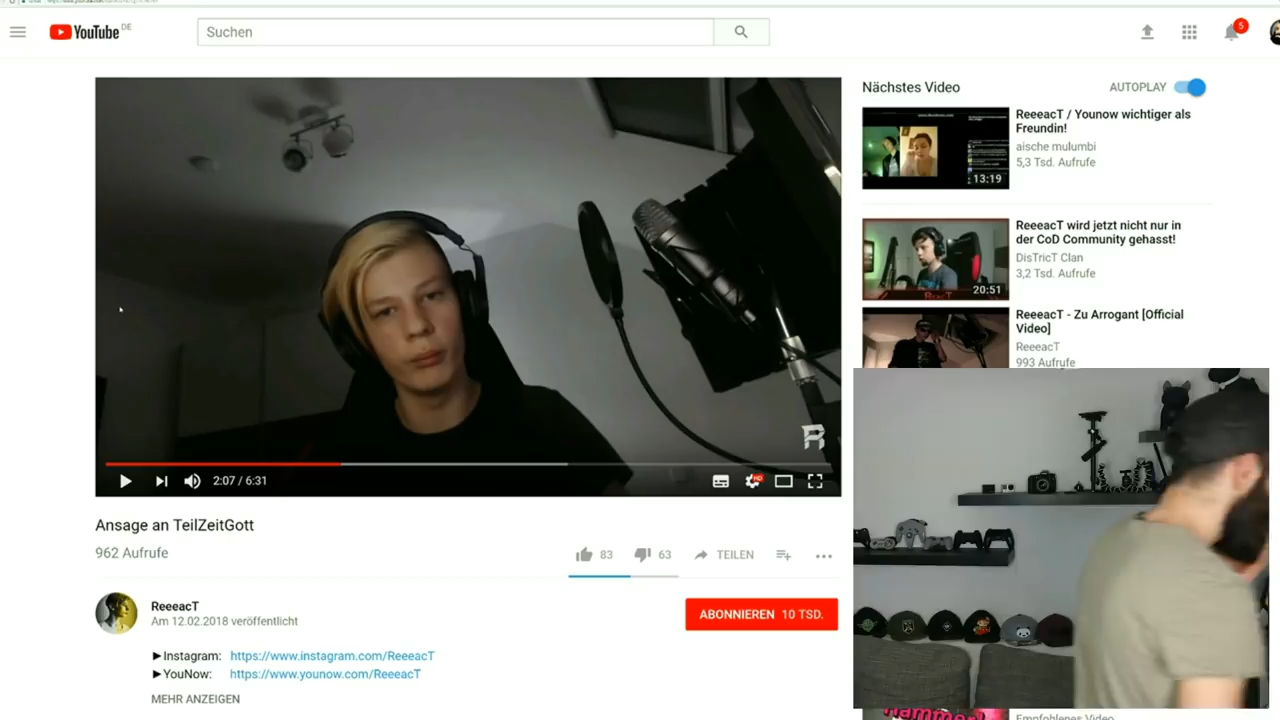 YouTube DE
Suchen
5
Nächstes Video
AUTOPLAY
ReeeacT / Younow wichtiger als
Freundin!
aische mulumbi
5,3 Tsd. Aufrufe
13:19
ReeeacT wird jetzt nicht nur in
der CoD Community gehasst!
DisTricT Clan
3,2 Tsd. Aufrufe
20:51
ReeeacT - Zu Arrogant [Official
Video]
ReeeacT
993 Aufrufe
2:07 / 6:31
HD
Ansage an TeilZeitGott
962 Aufrufe
83
63
TEILEN
ReeeacT
Am 12.02.2018 veröffentlicht
ABONNIEREN 10 TSD.
►Instagram: https://www.instagram.com/ReeeacT
►YouNow: https://www.younow.com/ReeeacT
MEHR ANZEIGEN
Hammer!
Empfohlenes Video